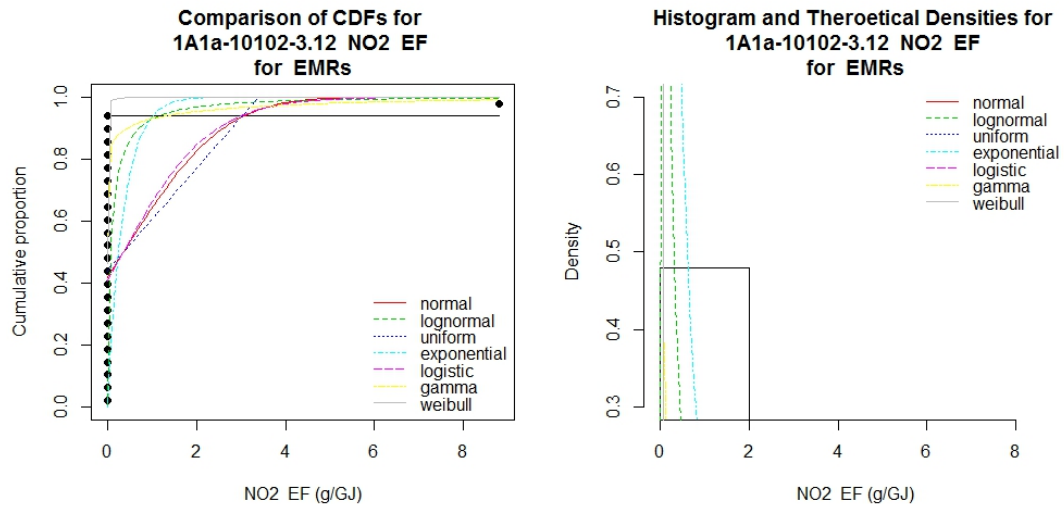 Comparison of CDFs for
1A1a-10102-3.12 NO2 EF
for EMRs
Cumulative proportion
1.0
0.8
0.6
0.4
0.2
0.0
normal
lognormal
uniform
exponential
logistic
gamma
weibull
0 2 4 6 8
NO2 EF (g/GJ)
Histogram and Theroetical Densities for
1A1a-10102-3.12 NO2 EF
for EMRs
Density
0.7
0.6
0.5
0.4
0.3
normal
lognormal
uniform
exponential
logistic
gamma
weibull
0 2 4 6 8
NO2 EF (g/GJ)